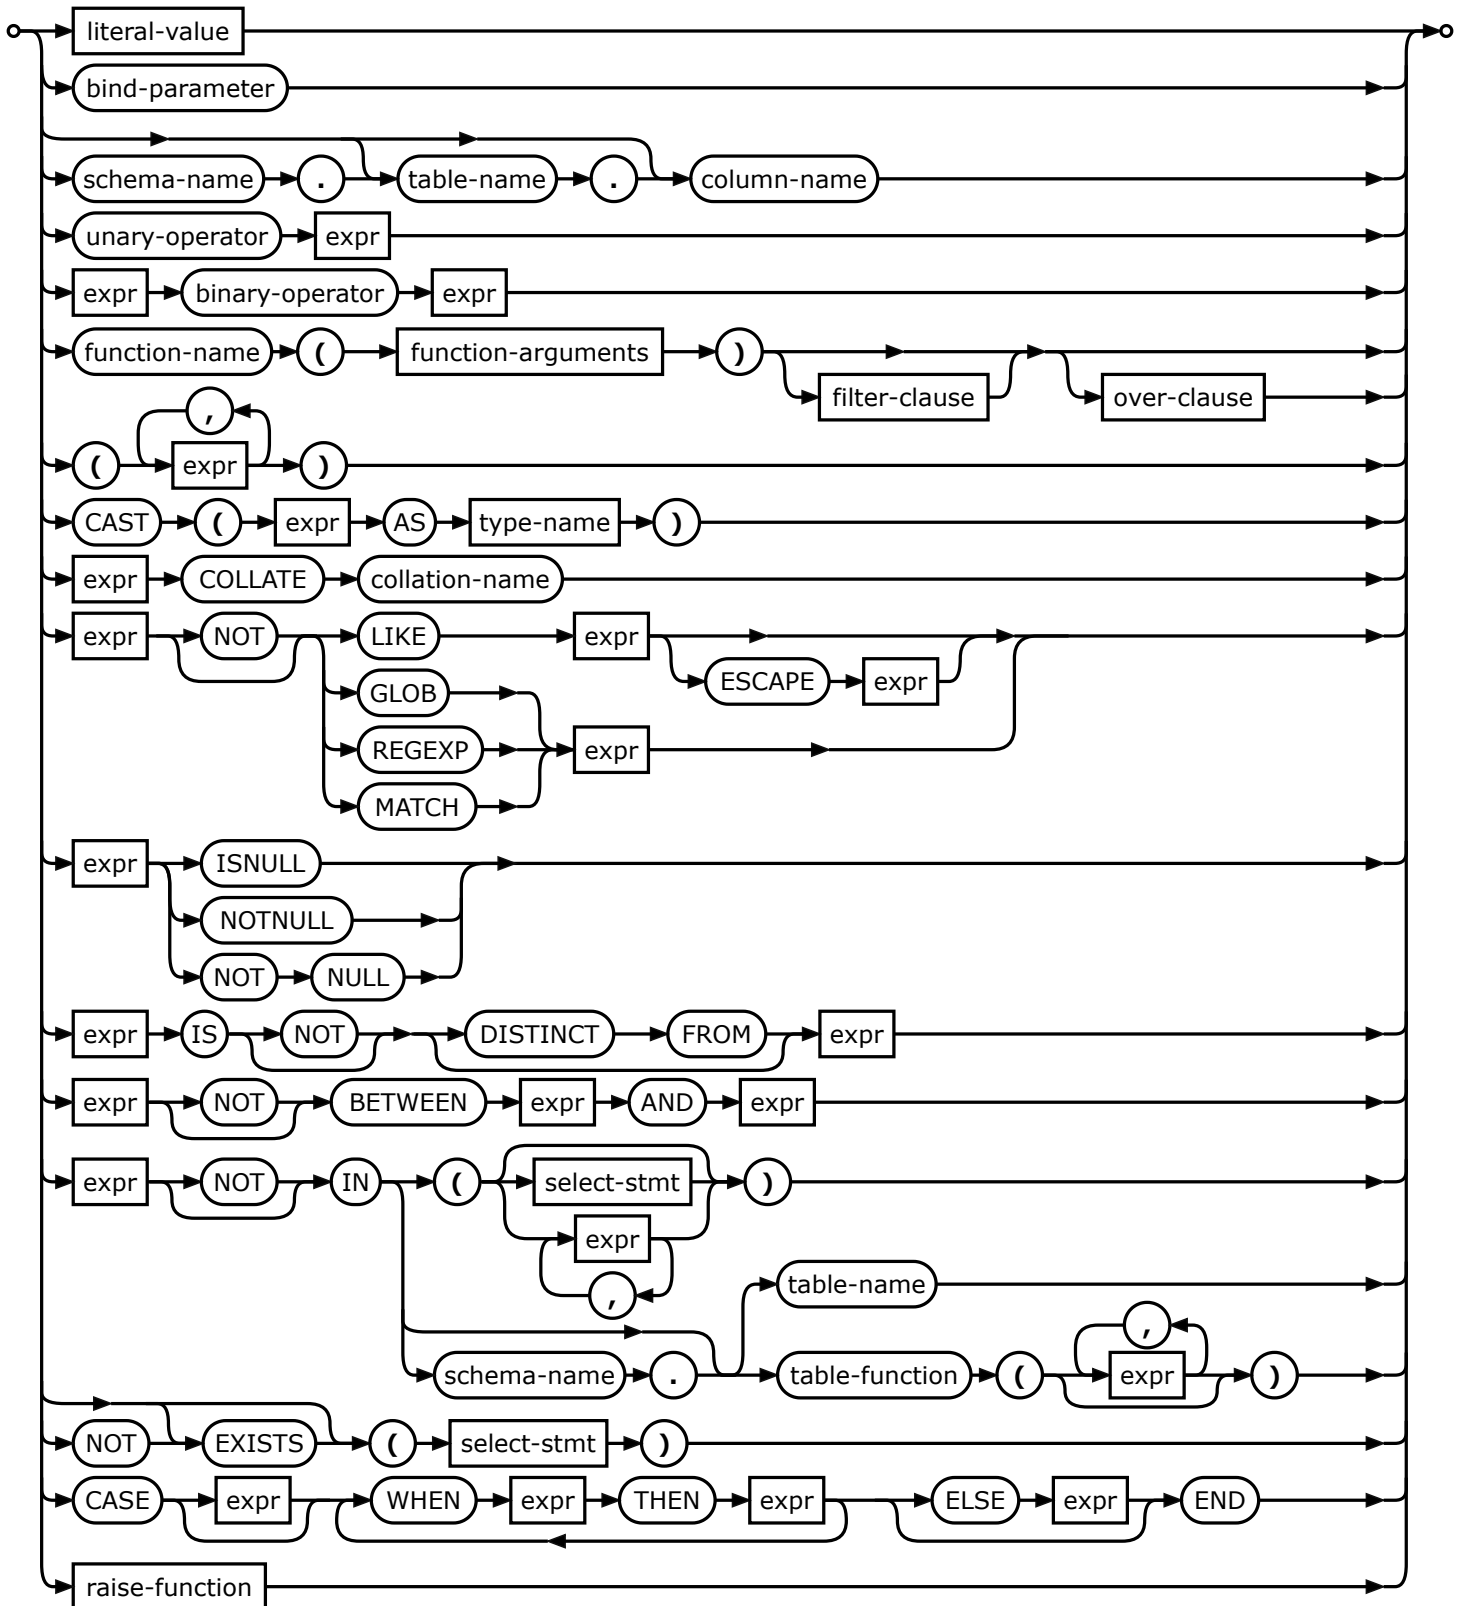 literal-value
bind-parameter
schema-name . table-name . column-name
unary-operator expr
expr binary-operator expr
function-name ( function-arguments )
filter-clause over-clause
,
( expr )
CAST ( expr AS type-name )
expr COLLATE collation-name
expr NOT LIKE expr
ESCAPE expr
GLOB
REGEXP expr
MATCH
expr ISNULL
NOTNULL
NOT NULL
expr IS NOT DISTINCT FROM expr
expr NOT BETWEEN expr AND expr
expr NOT IN ( select-stmt )
expr
,
table-name
,
schema-name . table-function ( expr )
NOT EXISTS ( select-stmt )
CASE expr WHEN expr THEN expr ELSE expr END
raise-function